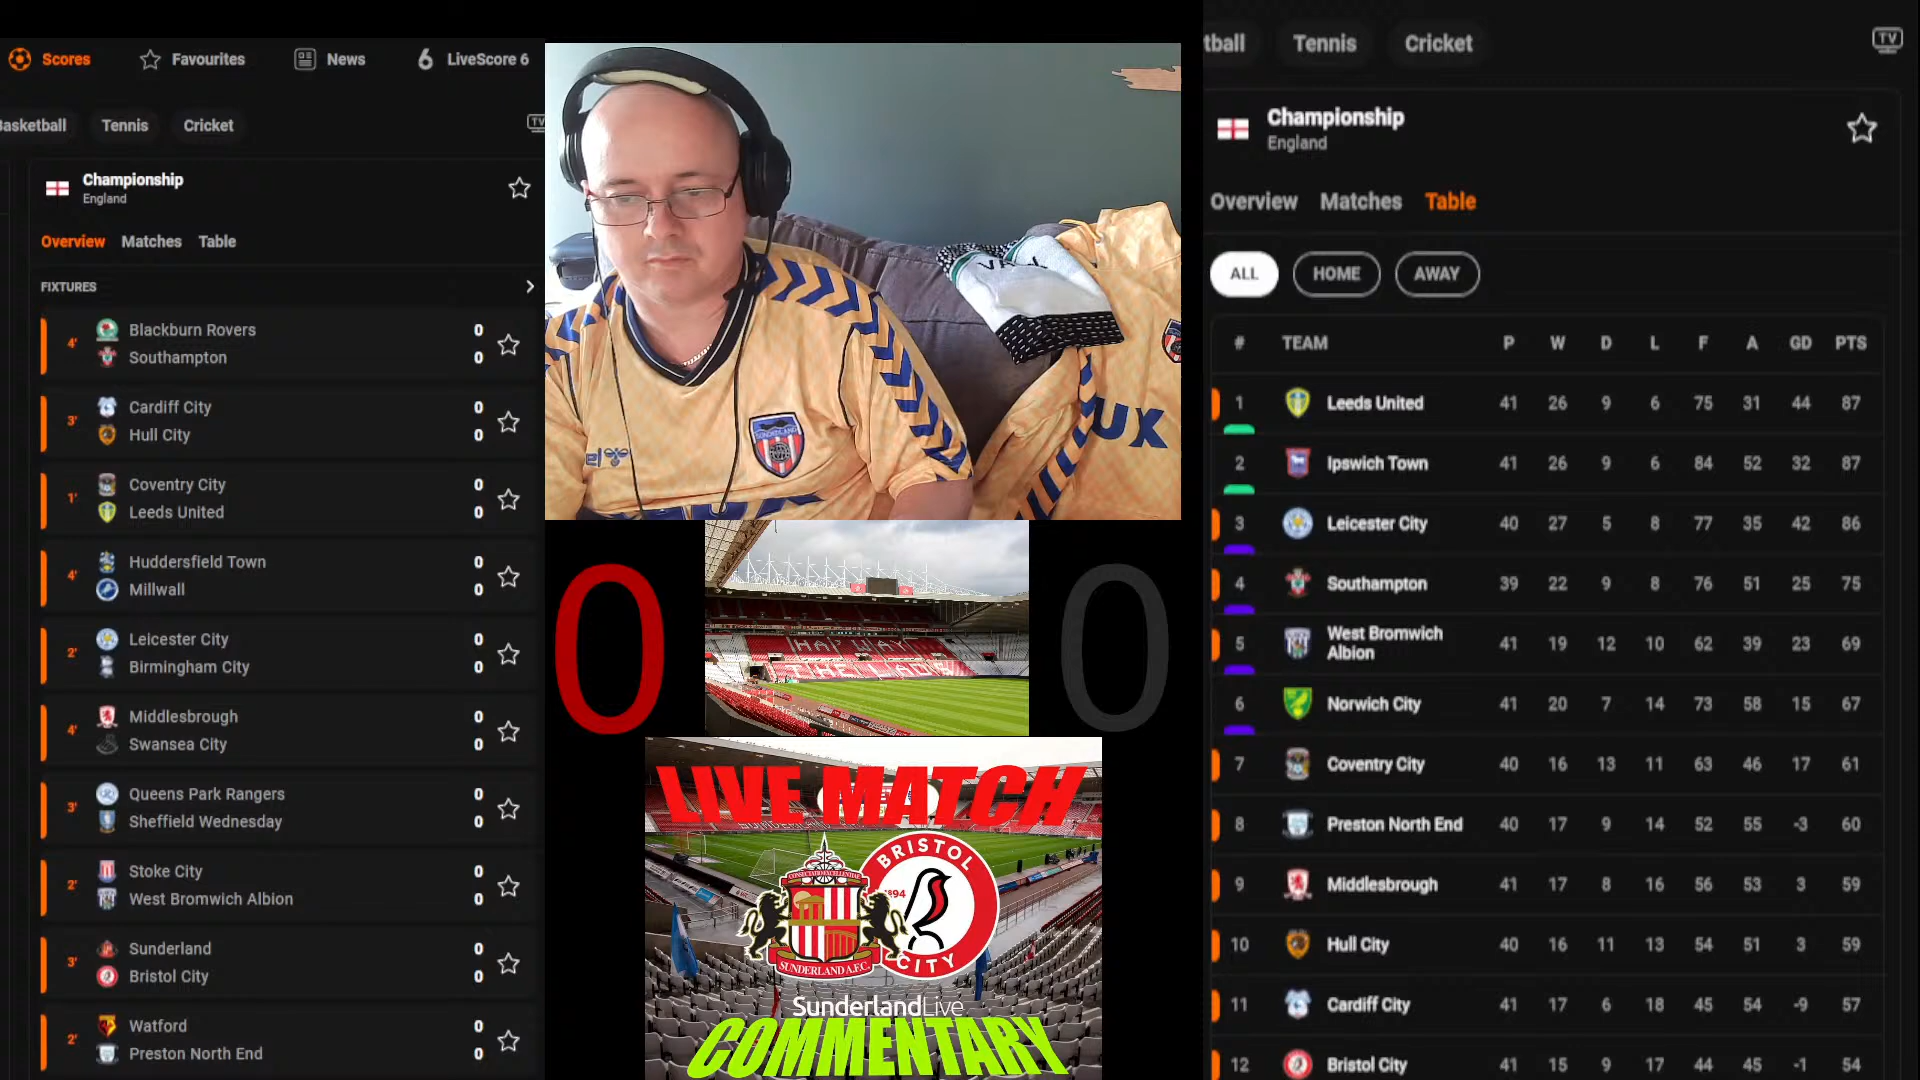 Scores
Favourites
News
6 LiveScore 6
Basketball
Tennis
Cricket
TV
Championship
England
Overview
Matches
Table
FIXTURES
4'
Blackburn Rovers 0
Southampton 0
3'
Cardiff City 0
Hull City 0
1'
Coventry City 0
Leeds United 0
4'
Huddersfield Town 0
Millwall 0
2'
Leicester City 0
Birmingham City 0
4'
Middlesbrough 0
Swansea City 0
3'
Queens Park Rangers 0
Sheffield Wednesday 0
2'
Stoke City 0
West Bromwich Albion 0
3'
Sunderland 0
Bristol City 0
2'
Watford 0
Preston North End 0
SUNDERLAND
UX
0
0
THE LADS
LIVE MATCH
BRISTOL
1894
CITY
CONSECTATIO EXCELLENTIAE
SUNDERLAND A.F.C
SunderlandLive
COMMENTARY
tball
Tennis
Cricket
TV
Championship
England
Overview
Matches
Table
ALL
HOME
AWAY
# TEAM P W D L F A GD PTS
1 Leeds United 41 26 9 6 75 31 44 87
2 Ipswich Town 41 26 9 6 84 52 32 87
3 Leicester City 40 27 5 8 77 35 42 86
4 Southampton 39 22 9 8 76 51 25 75
5 West Bromwich Albion 41 19 12 10 62 39 23 69
6 Norwich City 41 20 7 14 73 58 15 67
7 Coventry City 40 16 13 11 63 46 17 61
8 Preston North End 40 17 9 14 52 55 -3 60
9 Middlesbrough 41 17 8 16 56 53 3 59
10 Hull City 40 16 11 13 54 51 3 59
11 Cardiff City 41 17 6 18 45 54 -9 57
12 Bristol City 41 15 9 17 44 45 -1 54